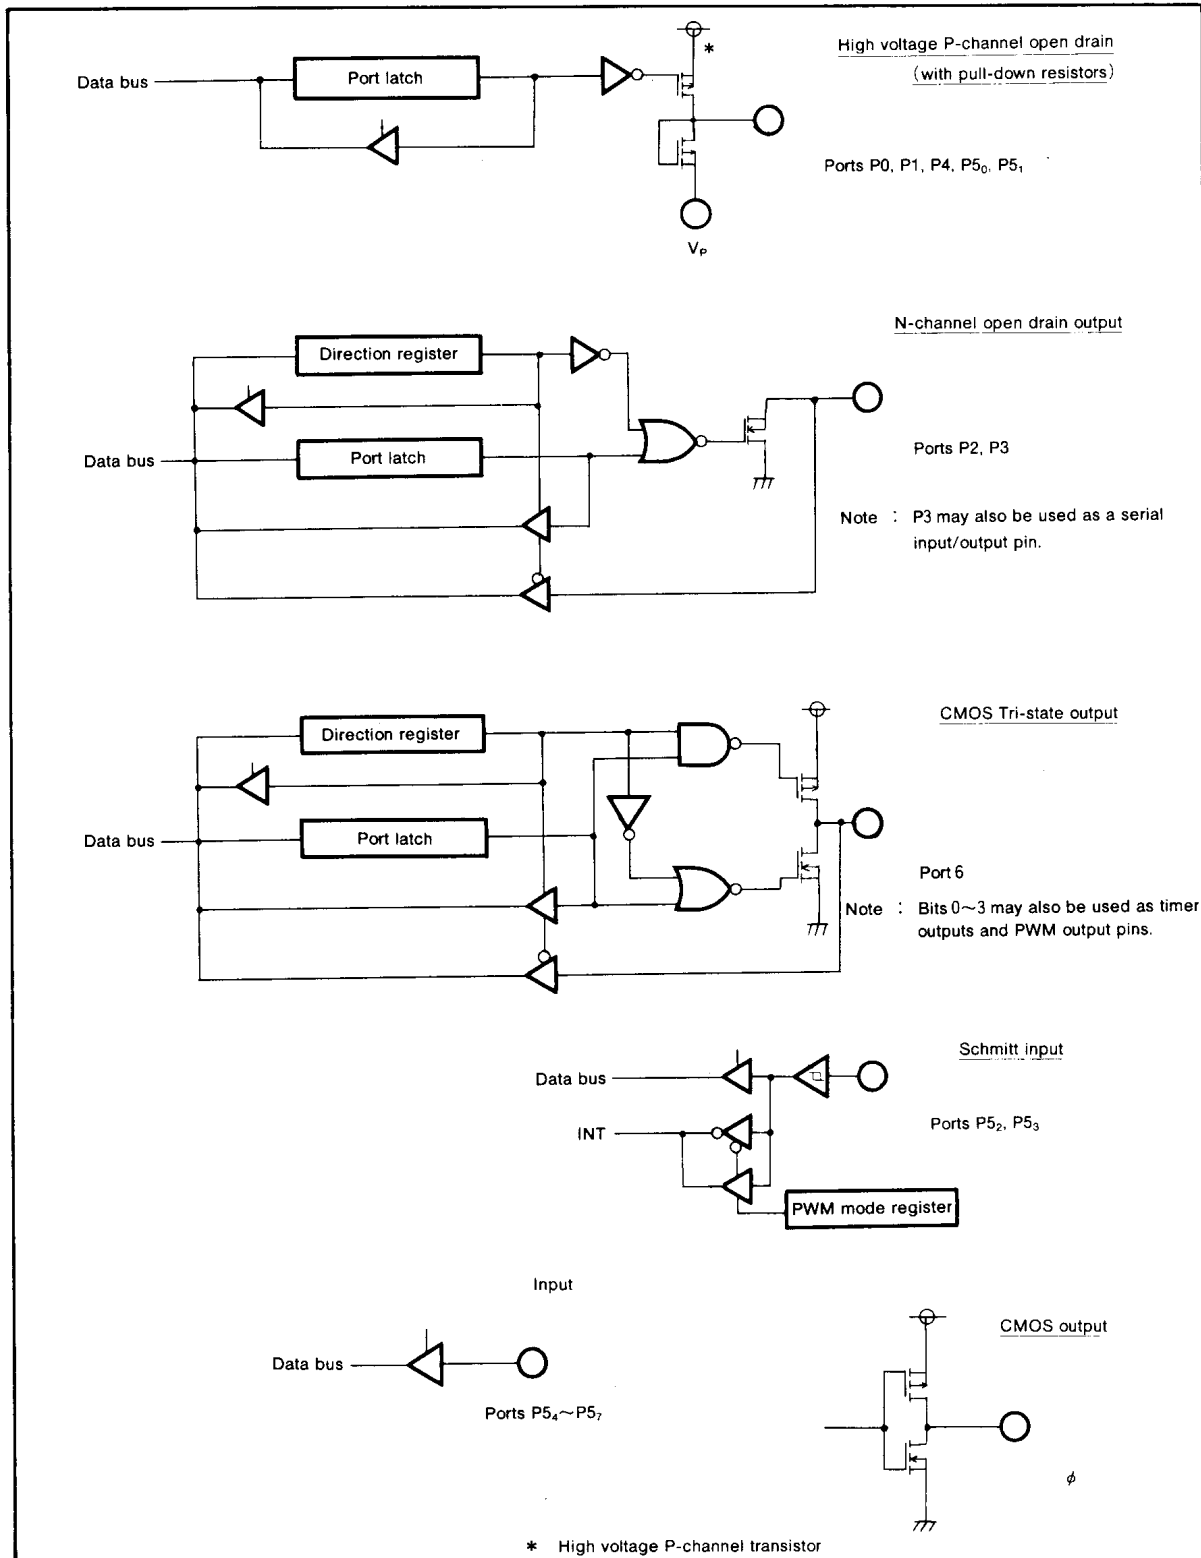 High voltage P-channel open drain
(with pull-down resistors)
*
Data bus
Port latch
Ports P0, P1, P4, P5₀, P5₁
Vₚ
N-channel open drain output
Direction register
Data bus
Port latch
Ports P2, P3
Note : P3 may also be used as a serial
input/output pin.
CMOS Tri-state output
Direction register
Data bus
Port latch
Port 6
Note : Bits 0~3 may also be used as timer
outputs and PWM output pins.
Schmitt input
Data bus
INT
Ports P5₂, P5₃
PWM mode register
Input
Data bus
Ports P5₄~P5₇
CMOS output
ϕ
* High voltage P-channel transistor